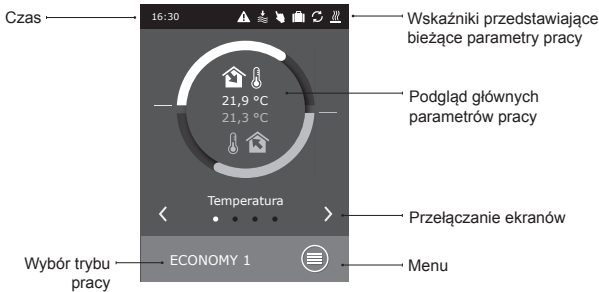 Czas
16:30
Wskaźniki przedstawiające
bieżące parametry pracy
21,9 °C
21,3 °C
Podgląd głównych
parametrów pracy
Temperatura
Przełączanie ekranów
Wybór trybu
pracy
ECONOMY 1
Menu